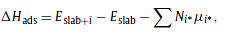 ΔH_ads = E_slab+i − E_slab − ∑ N_i* μ_i*,